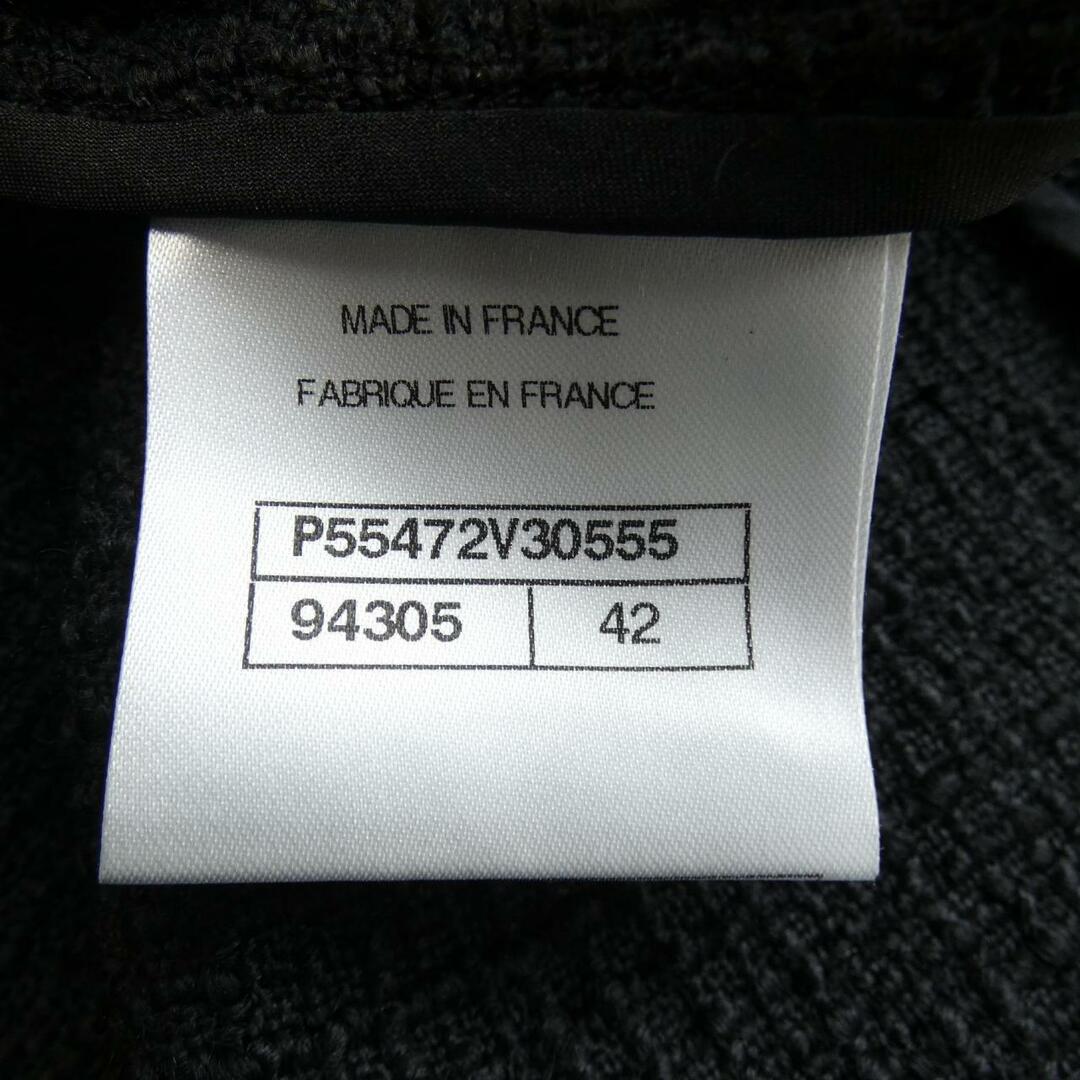 MADE IN FRANCE
FABRIQUE EN FRANCE
P55472V30555
94305 42